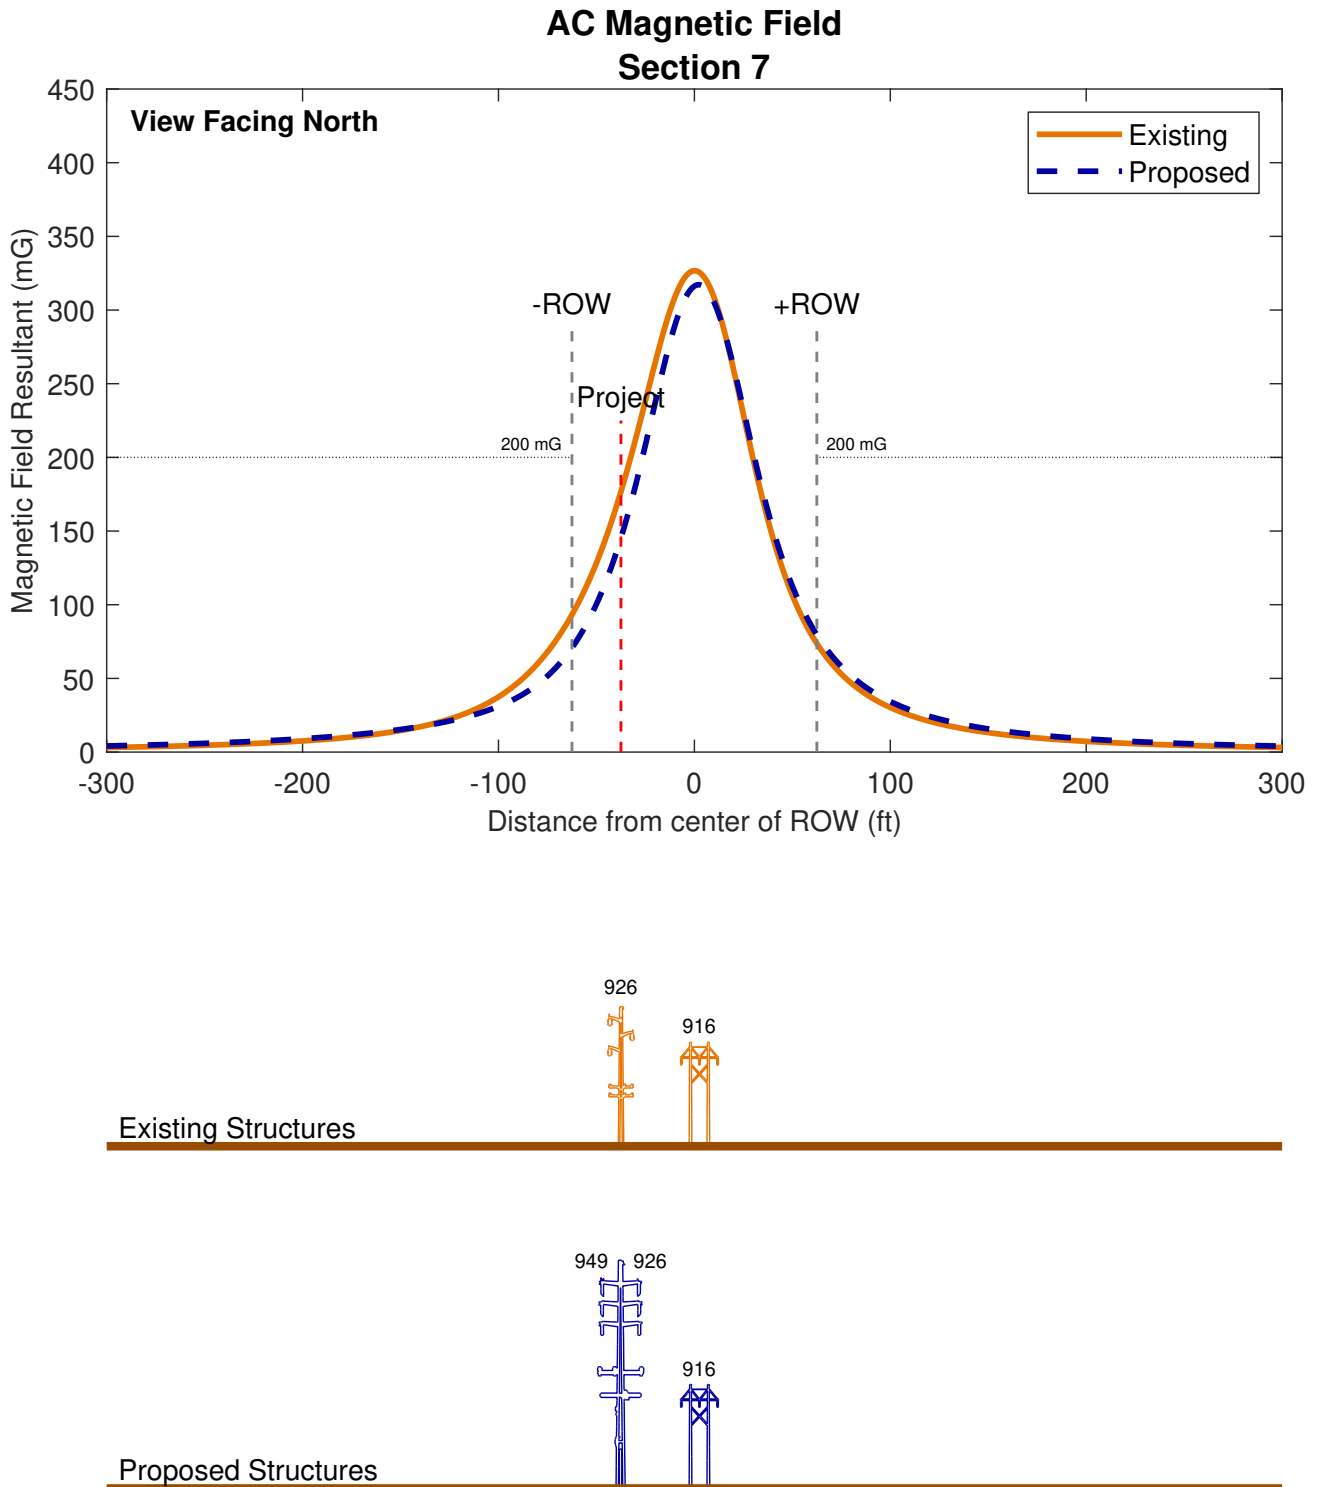 AC Magnetic Field
Section 7
View Facing North
Existing
Proposed
Magnetic Field Resultant (mG)
450
400
350
300
250
200
150
100
50
0
-ROW
+ROW
Project
200 mG
200 mG
-300
-200
-100
0
100
200
300
Distance from center of ROW (ft)
926
916
Existing Structures
949 926
916
Proposed Structures